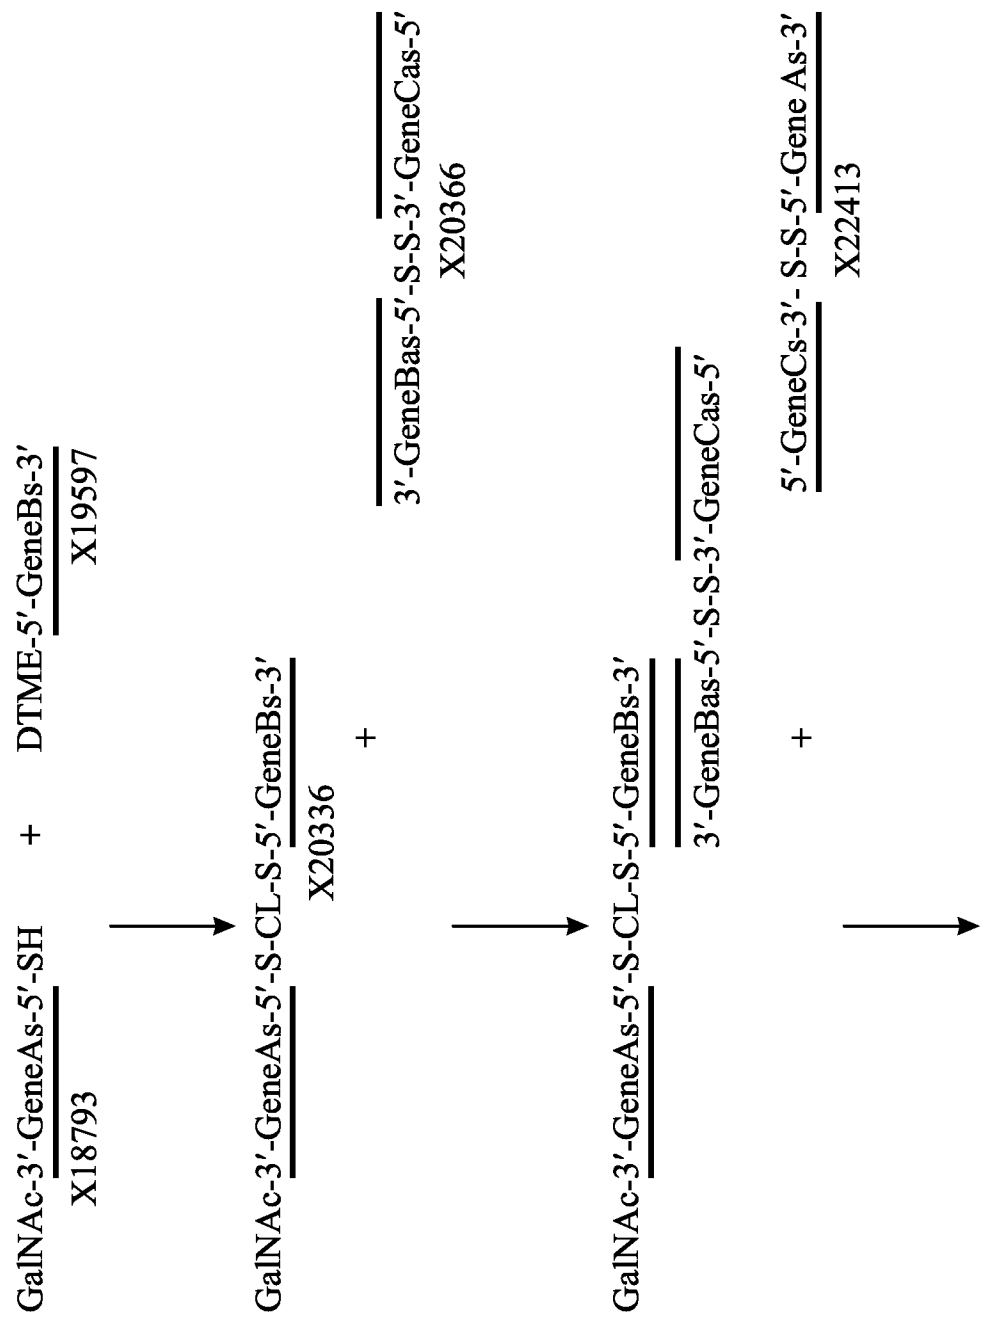 GalNAc-3′-GeneAs-5′-SH + DTME-5′-GeneBs-3′
X18793 X19597
GalNAc-3′-GeneAs-5′-S-CL-S-5′-GeneBs-3′
X20336
+
3′-GeneBas-5′-S-S-3′-GeneCas-5′
X20366
GalNAc-3′-GeneAs-5′-S-CL-S-5′-GeneBs-3′
3′-GeneBas-5′-S-S-3′-GeneCas-5′
+
5′-GeneCs-3′- S-S-5′-Gene As-3′
X22413